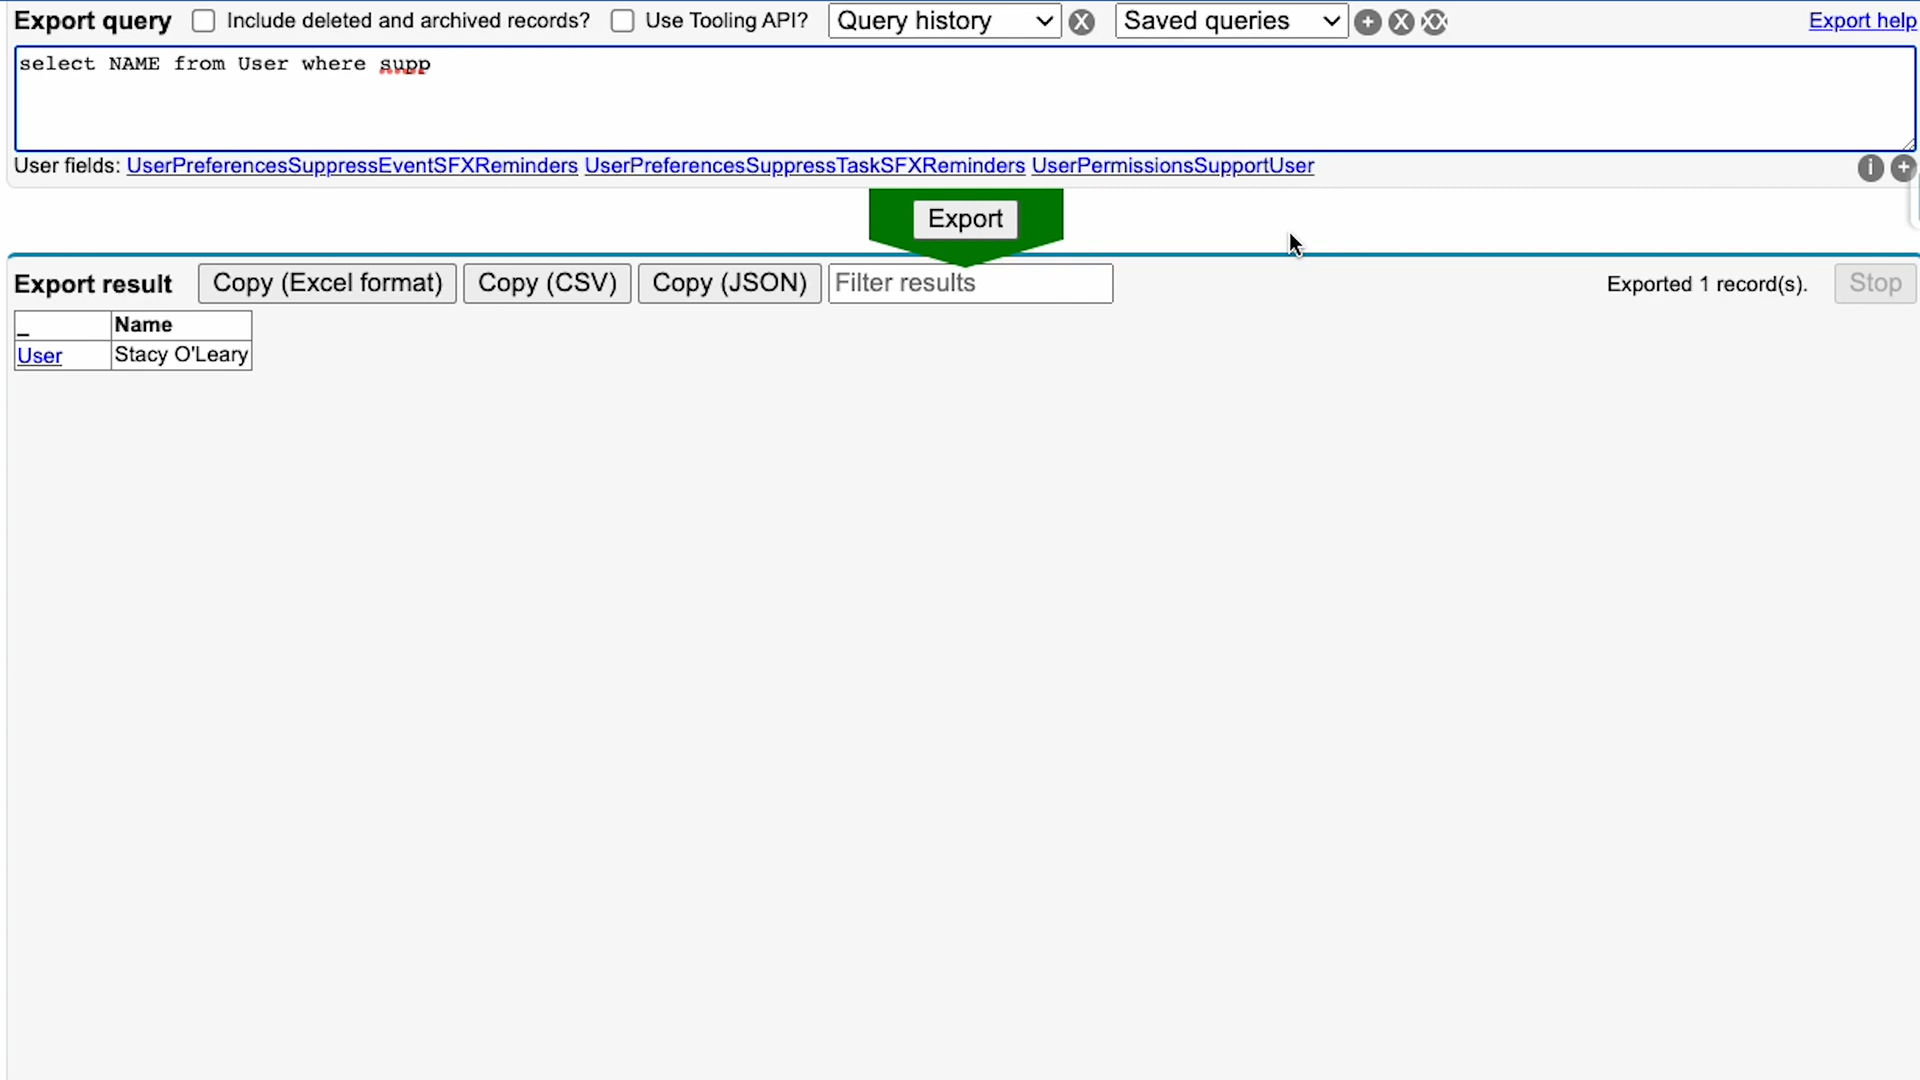 Export query Include deleted and archived records? Use Tooling API? Query history X Saved queries + X XX Export help
select NAME from User where supp
User fields: UserPreferencesSuppressEventSFXReminders UserPreferencesSuppressTaskSFXReminders UserPermissionsSupportUser i +
Export
Export result Copy (Excel format) Copy (CSV) Copy (JSON) Filter results Exported 1 record(s). Stop
_ Name
User Stacy O'Leary